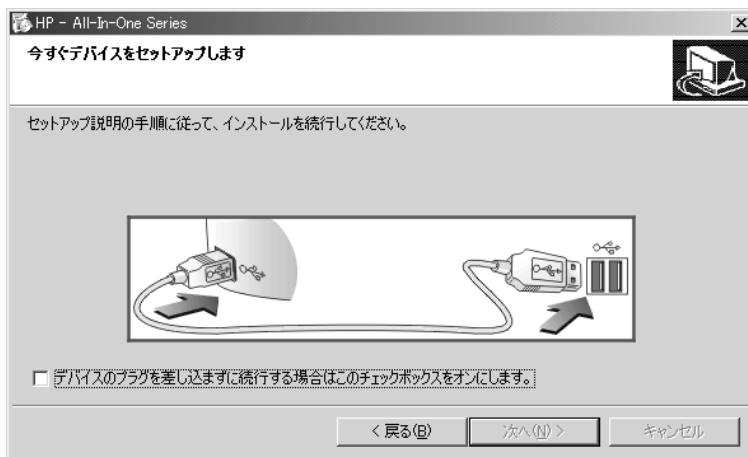 HP - All-In-One Series
今すぐデバイスをセットアップします
セットアップ説明の手順に従って、インストールを続行してください。
デバイスのプラグを差し込まずに続行する場合はこのチェックボックスをオンにします。
< 戻る(B)
次へ(N) >
キャンセル